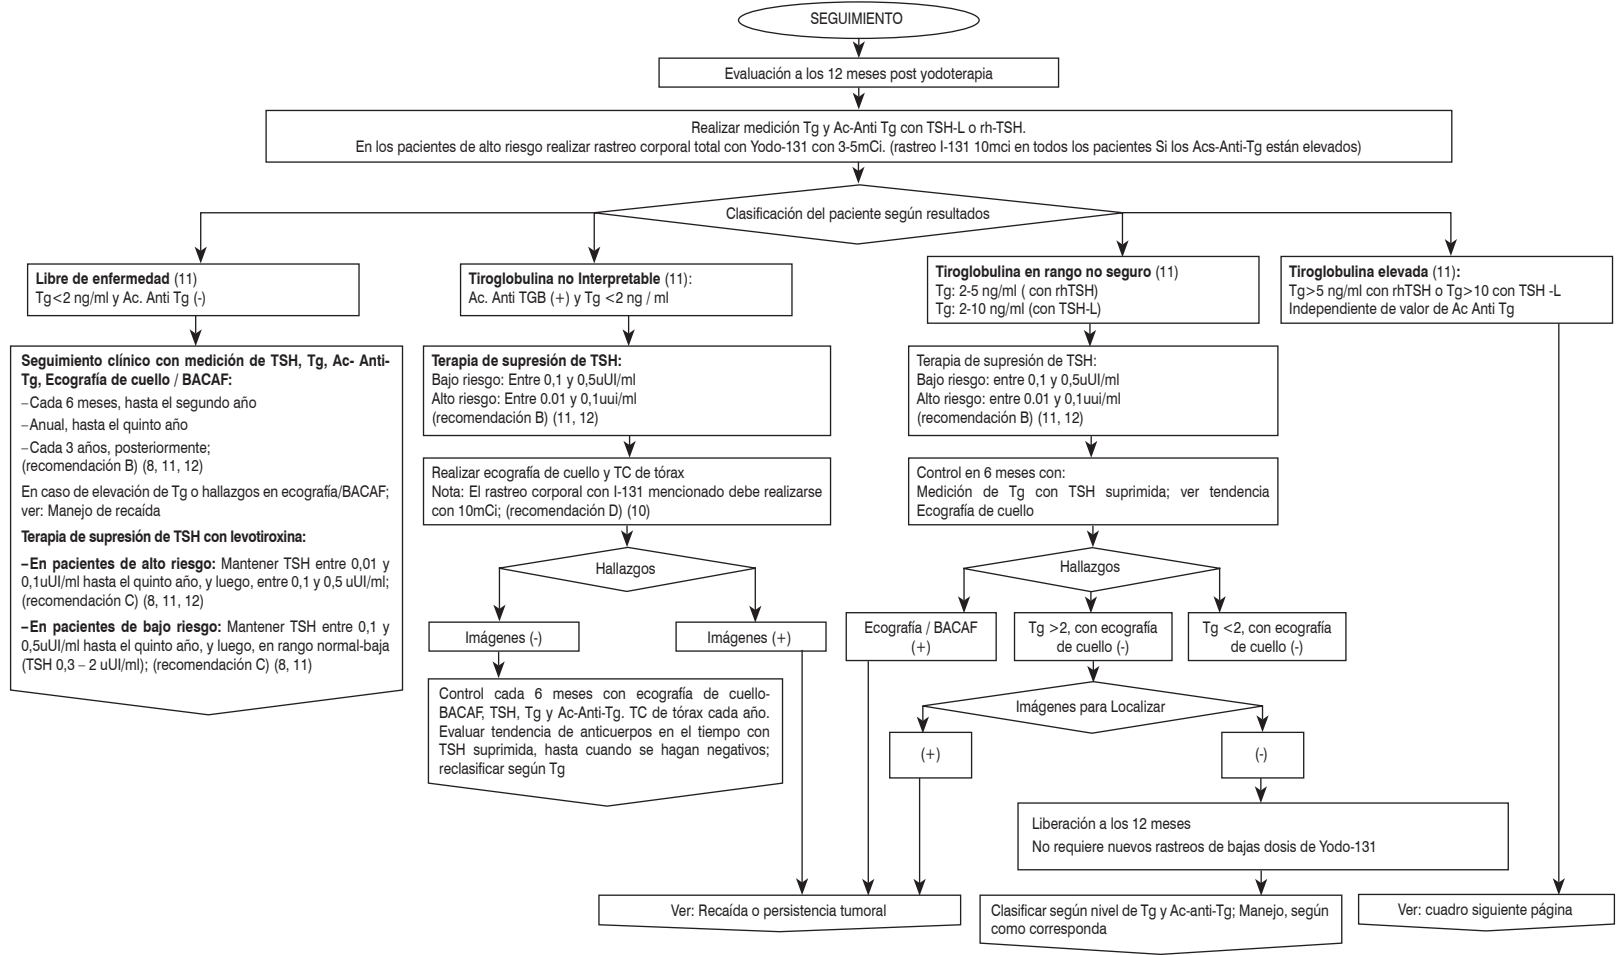 SEGUIMIENTO
Evaluación a los 12 meses post yodoterapia
Realizar medición Tg y Ac-Anti Tg con TSH-L o rh-TSH.
En los pacientes de alto riesgo realizar rastreo corporal total con Yodo-131 con 3-5mCi. (rastreo I-131 10mci en todos los pacientes Si los Acs-Anti-Tg están elevados)
Clasificación del paciente según resultados
Libre de enfermedad (11)
Tg<2 ng/ml y Ac. Anti Tg (-)
Seguimiento clínico con medición de TSH, Tg, Ac- Anti-
Tg, Ecografía de cuello / BACAF:
–Cada 6 meses, hasta el segundo año
–Anual, hasta el quinto año
–Cada 3 años, posteriormente;
(recomendación B) (8, 11, 12)
En caso de elevación de Tg o hallazgos en ecografía/BACAF;
ver: Manejo de recaída
Terapia de supresión de TSH con levotiroxina:
–En pacientes de alto riesgo: Mantener TSH entre 0,01 y
0,1uUI/ml hasta el quinto año, y luego, entre 0,1 y 0,5 uUI/ml;
(recomendación C) (8, 11, 12)
–En pacientes de bajo riesgo: Mantener TSH entre 0,1 y
0,5uUI/ml hasta el quinto año, y luego, en rango normal-baja
(TSH 0,3 – 2 uUI/ml); (recomendación C) (8, 11)
Tiroglobulina no Interpretable (11):
Ac. Anti TGB (+) y Tg <2 ng / ml
Terapia de supresión de TSH:
Bajo riesgo: Entre 0,1 y 0,5uUI/ml
Alto riesgo: Entre 0.01 y 0,1uui/ml
(recomendación B) (11, 12)
Realizar ecografía de cuello y TC de tórax
Nota: El rastreo corporal con I-131 mencionado debe realizarse
con 10mCi; (recomendación D) (10)
Hallazgos
Imágenes (-)
Imágenes (+)
Control cada 6 meses con ecografía de cuello-
BACAF, TSH, Tg y Ac-Anti-Tg. TC de tórax cada año.
Evaluar tendencia de anticuerpos en el tiempo con
TSH suprimida, hasta cuando se hagan negativos;
reclasificar según Tg
Tiroglobulina en rango no seguro (11)
Tg: 2-5 ng/ml ( con rhTSH)
Tg: 2-10 ng/ml (con TSH-L)
Terapia de supresión de TSH:
Bajo riesgo: entre 0,1 y 0,5uUI/ml
Alto riesgo: entre 0.01 y 0,1uui/ml
(recomendación B) (11, 12)
Control en 6 meses con:
Medición de Tg con TSH suprimida; ver tendencia
Ecografía de cuello
Hallazgos
Ecografía / BACAF
(+)
Tg >2, con ecografía
de cuello (-)
Tg <2, con ecografía
de cuello (-)
Imágenes para Localizar
(+)
(-)
Liberación a los 12 meses
No requiere nuevos rastreos de bajas dosis de Yodo-131
Tiroglobulina elevada (11):
Tg>5 ng/ml con rhTSH o Tg>10 con TSH -L
Independiente de valor de Ac Anti Tg
Ver: Recaída o persistencia tumoral
Clasificar según nivel de Tg y Ac-anti-Tg; Manejo, según
como corresponda
Ver: cuadro siguiente página